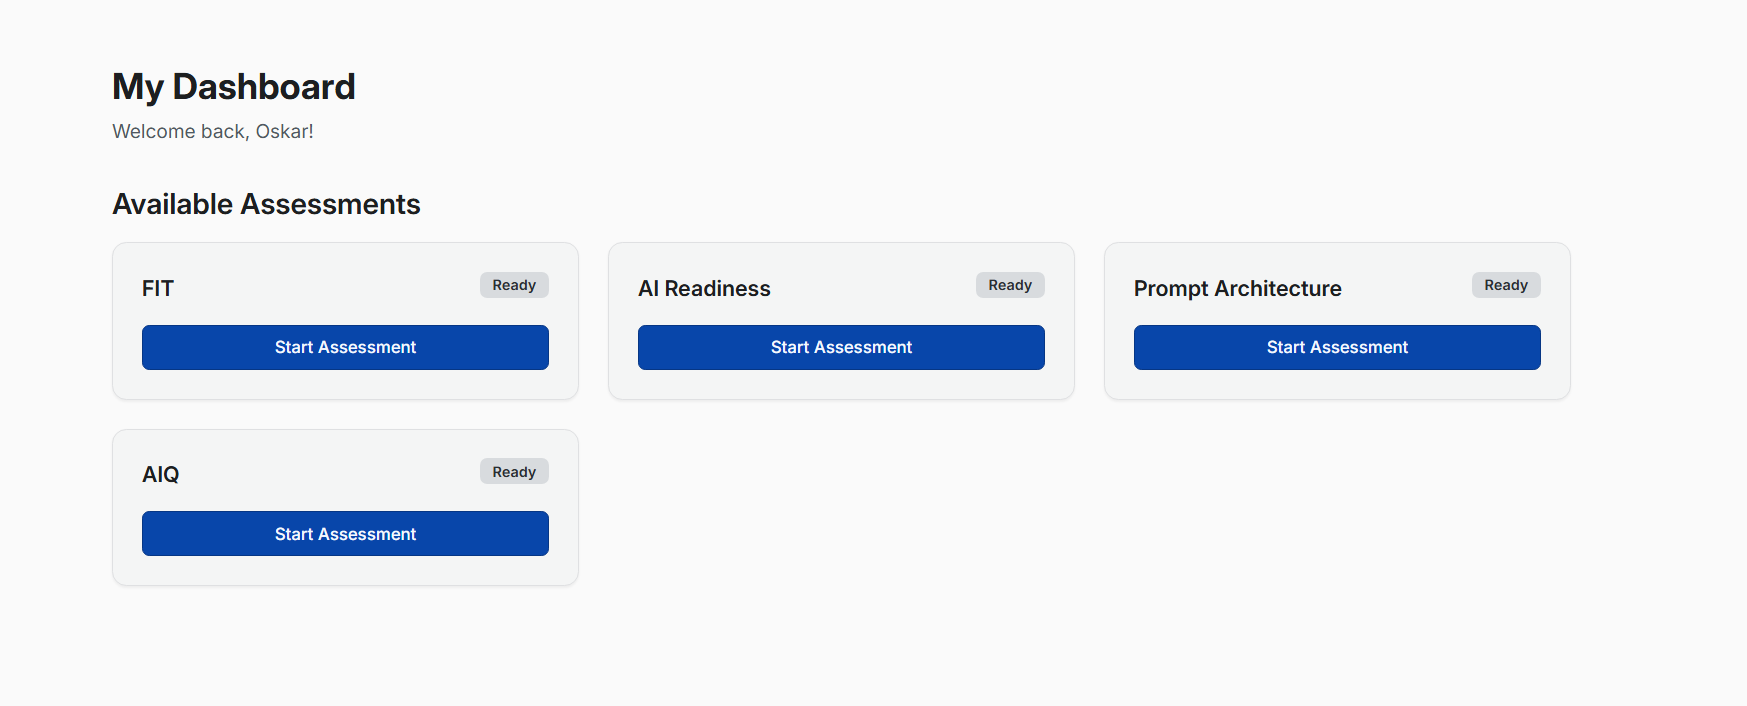 My Dashboard
Welcome back, Oskar!
Available Assessments
FIT
Ready
Start Assessment
AI Readiness
Ready
Start Assessment
Prompt Architecture
Ready
Start Assessment
AIQ
Ready
Start Assessment